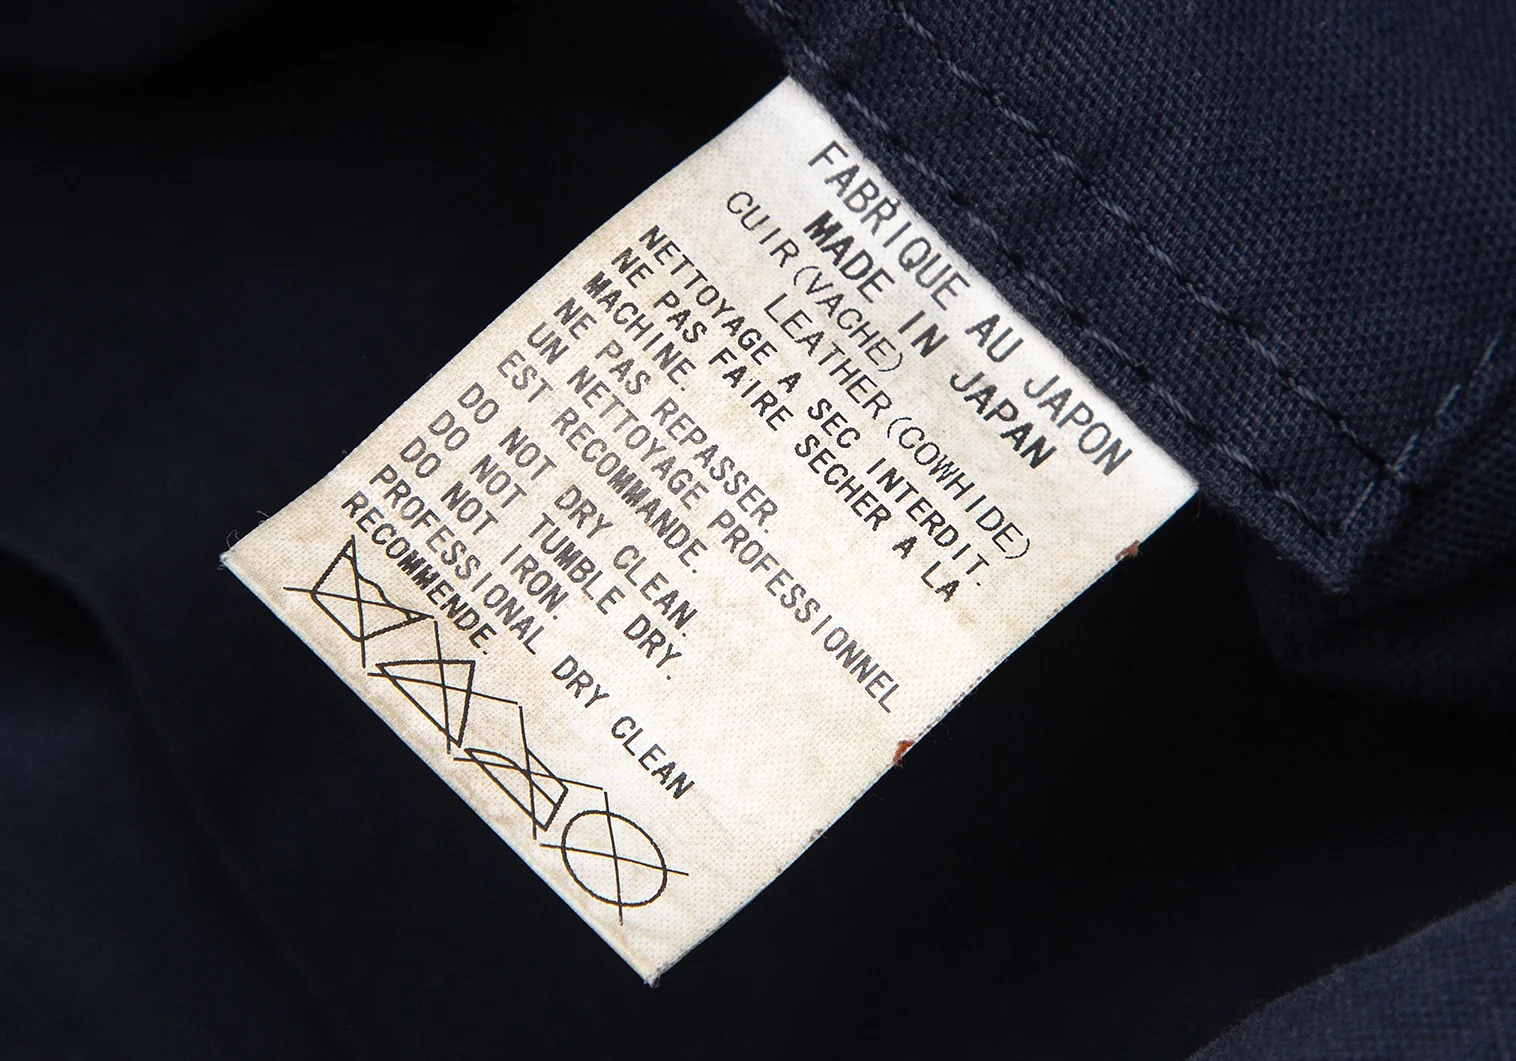 FABRIQUE AU JAPON
MADE IN JAPAN
CUIR(VACHE)
LEATHER(COWHIDE)
NETTOYAGE A SEC INTERDIT.
NE PAS FAIRE SECHER A LA
MACHINE.
NE PAS REPASSER.
UN NETTOYAGE PROFESSIONNEL
EST RECOMMANDE.
DO NOT DRY CLEAN.
DO NOT TUMBLE DRY.
DO NOT IRON.
PROFESSIONAL DRY CLEAN
RECOMMENDE.